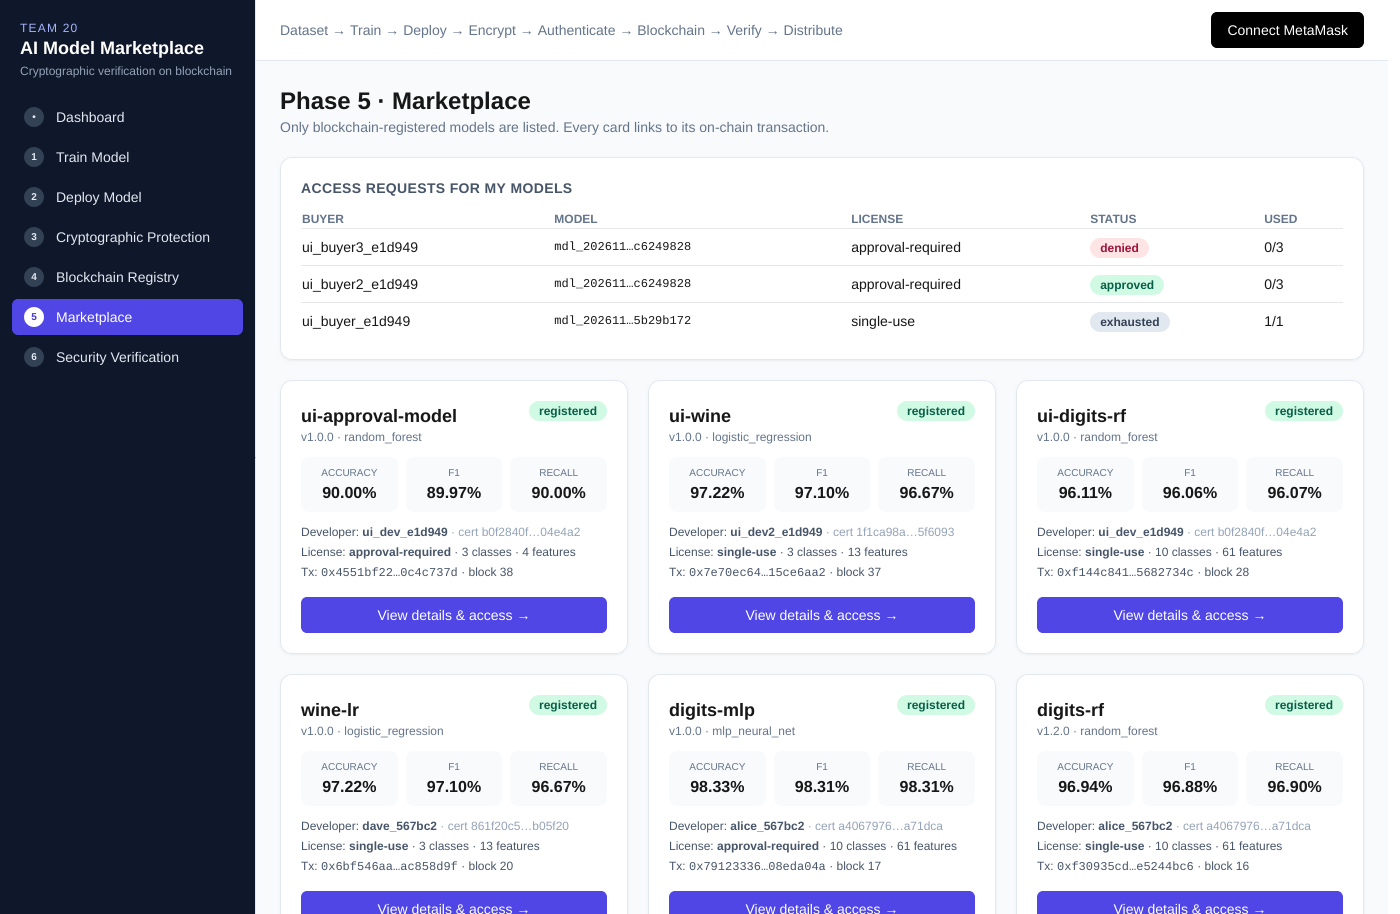 TEAM 20
AI Model Marketplace
Cryptographic verification on blockchain
• Dashboard
1 Train Model
2 Deploy Model
3 Cryptographic Protection
4 Blockchain Registry
5 Marketplace
6 Security Verification
Dataset → Train → Deploy → Encrypt → Authenticate → Blockchain → Verify → Distribute
Connect MetaMask
Phase 5 · Marketplace
Only blockchain-registered models are listed. Every card links to its on-chain transaction.
ACCESS REQUESTS FOR MY MODELS
BUYER MODEL LICENSE STATUS USED
ui_buyer3_e1d949 mdl_202611…c6249828 approval-required denied 0/3
ui_buyer2_e1d949 mdl_202611…c6249828 approval-required approved 0/3
ui_buyer_e1d949 mdl_202611…5b29b172 single-use exhausted 1/1
ui-approval-model registered
v1.0.0 · random_forest
ACCURACY F1 RECALL
90.00% 89.97% 90.00%
Developer: ui_dev_e1d949 · cert b0f2840f…04e4a2
License: approval-required · 3 classes · 4 features
Tx: 0x4551bf22…0c4c737d · block 38
View details & access →
ui-wine registered
v1.0.0 · logistic_regression
ACCURACY F1 RECALL
97.22% 97.10% 96.67%
Developer: ui_dev2_e1d949 · cert 1f1ca98a…5f6093
License: single-use · 3 classes · 13 features
Tx: 0x7e70ec64…15ce6aa2 · block 37
View details & access →
ui-digits-rf registered
v1.0.0 · random_forest
ACCURACY F1 RECALL
96.11% 96.06% 96.07%
Developer: ui_dev_e1d949 · cert b0f2840f…04e4a2
License: single-use · 10 classes · 61 features
Tx: 0xf144c841…5682734c · block 28
View details & access →
wine-lr registered
v1.0.0 · logistic_regression
ACCURACY F1 RECALL
97.22% 97.10% 96.67%
Developer: dave_567bc2 · cert 861f20c5…b05f20
License: single-use · 3 classes · 13 features
Tx: 0x6bf546aa…ac858d9f · block 20
View details & access →
digits-mlp registered
v1.0.0 · mlp_neural_net
ACCURACY F1 RECALL
98.33% 98.31% 98.31%
Developer: alice_567bc2 · cert a4067976…a71dca
License: approval-required · 10 classes · 61 features
Tx: 0x79123336…08eda04a · block 17
View details & access →
digits-rf registered
v1.2.0 · random_forest
ACCURACY F1 RECALL
96.94% 96.88% 96.90%
Developer: alice_567bc2 · cert a4067976…a71dca
License: single-use · 10 classes · 61 features
Tx: 0xf30935cd…e5244bc6 · block 16
View details & access →